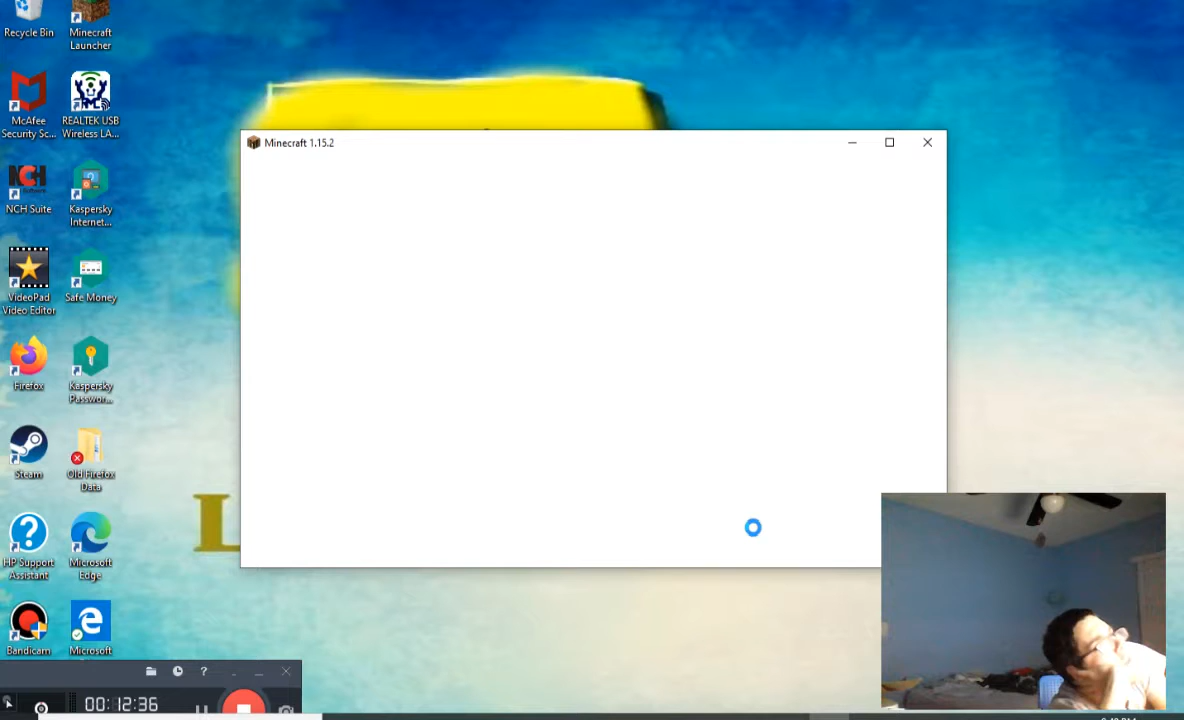 Recycle Bin
Minecraft
Launcher
McAfee
Security Sc...
REALTEK USB
Wireless LA...
NCH
NCH Suite
Kaspersky
Internet...
VideoPad
Video Editor
Safe Money
Firefox
Kaspersky
Passwor...
Steam
Old Firefox
Data
HP Support
Assistant
Microsoft
Edge
Bandicam
Microsoft
Minecraft 1.15.2
L
?
00:12:36